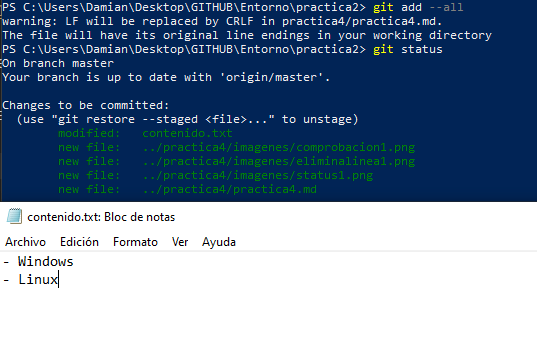 PS C:\Users\Damian\Desktop\GITHUB\Entorno\practica2> git add --all
warning: LF will be replaced by CRLF in practica4/practica4.md.
The file will have its original line endings in your working directory
PS C:\Users\Damian\Desktop\GITHUB\Entorno\practica2> git status
On branch master
Your branch is up to date with 'origin/master'.
Changes to be committed:
(use "git restore --staged <file>..." to unstage)
modified: contenido.txt
new file: ../practica4/imagenes/comprobacion1.png
new file: ../practica4/imagenes/eliminalinea1.png
new file: ../practica4/imagenes/status1.png
new file: ../practica4/practica4.md
contenido.txt: Bloc de notas
Archivo Edición Formato Ver Ayuda
- Windows
- Linux